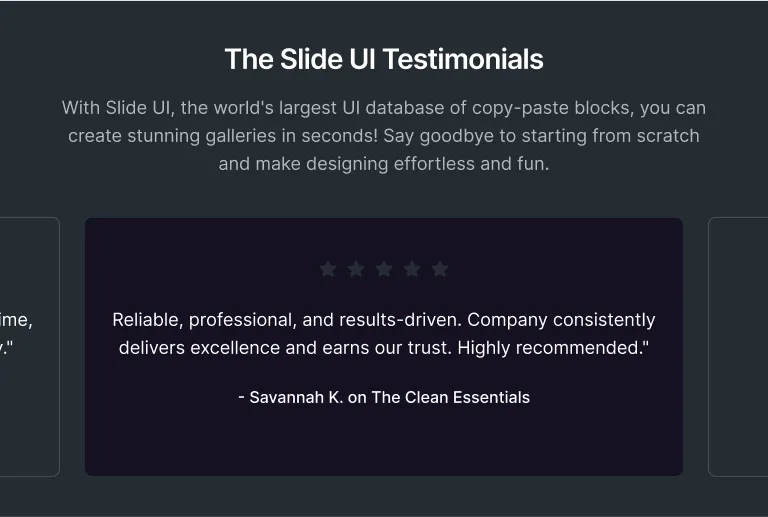 The Slide UI Testimonials
With Slide UI, the world's largest UI database of copy-paste blocks, you can
create stunning galleries in seconds! Say goodbye to starting from scratch
and make designing effortless and fun.
Reliable, professional, and results-driven. Company consistently
delivers excellence and earns our trust. Highly recommended."
- Savannah K. on The Clean Essentials